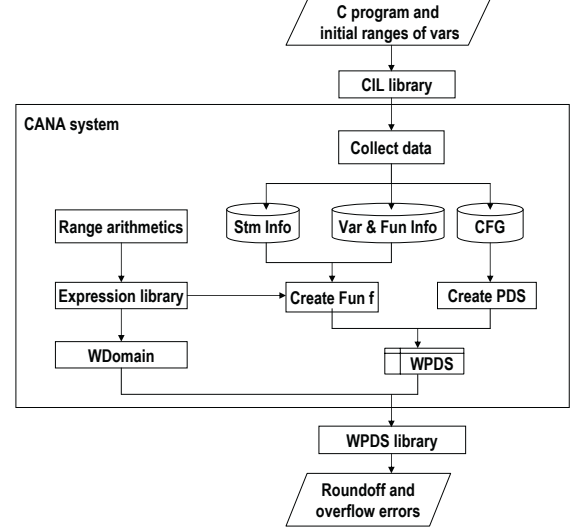 C program and
initial ranges of vars
CIL library
CANA system
Collect data
Range arithmetics
Stm Info
Var & Fun Info
CFG
Expression library
Create Fun f
Create PDS
WDomain
WPDS
WPDS library
Roundoff and
overflow errors